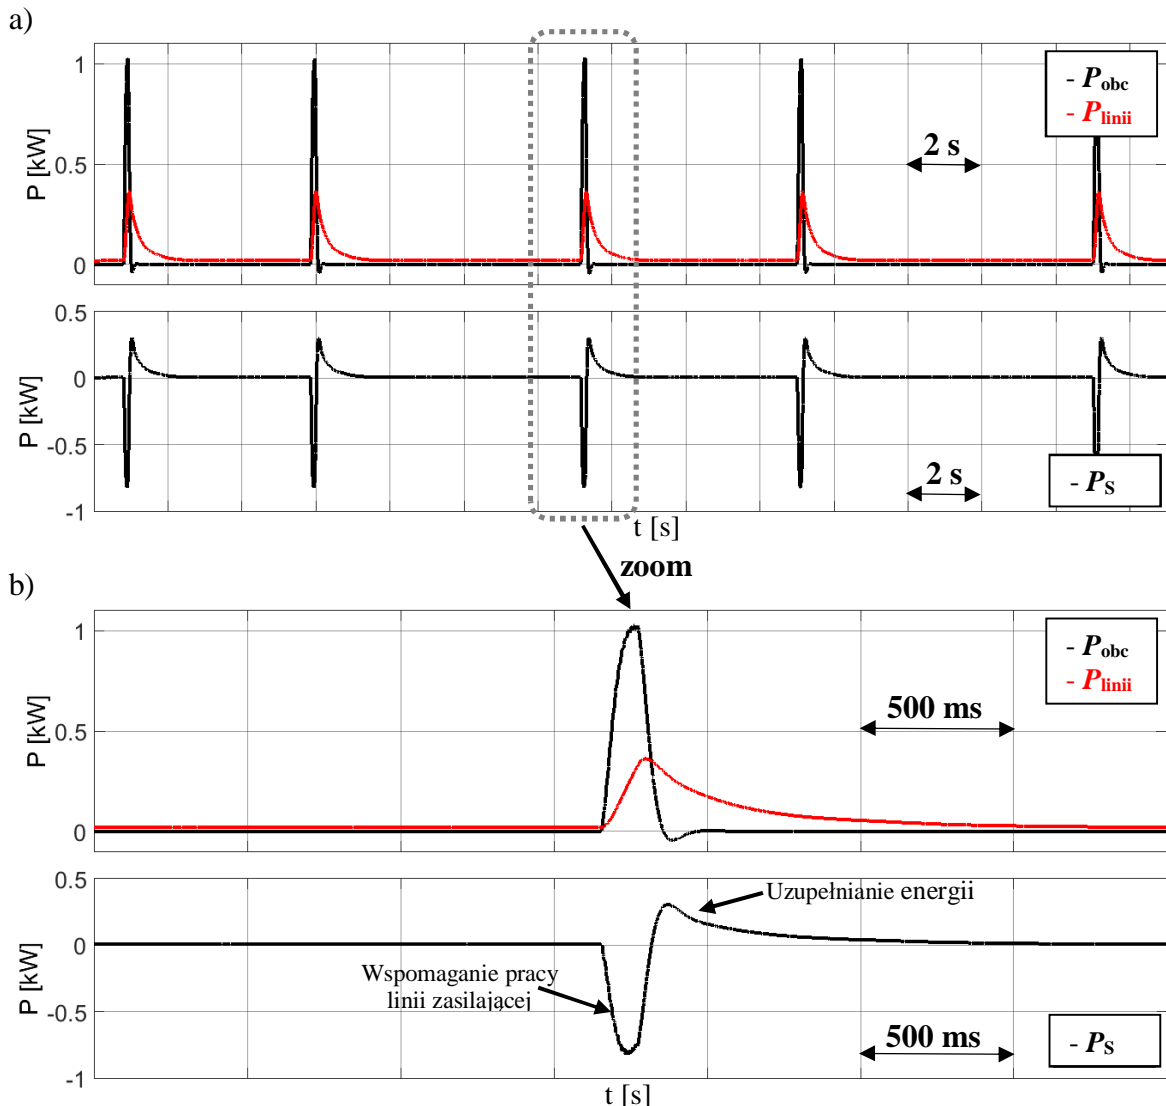 a)
1
0.5
0
P [kW]
- Pobc
- Plinii
2 s
0.5
0
-0.5
-1
P [kW]
2 s
- PS
t [s]
zoom
b)
1
0.5
0
P [kW]
- Pobc
- Plinii
500 ms
0.5
0
-0.5
-1
P [kW]
Uzupełnianie energii
Wspomaganie pracy
linii zasilającej
500 ms
- PS
t [s]